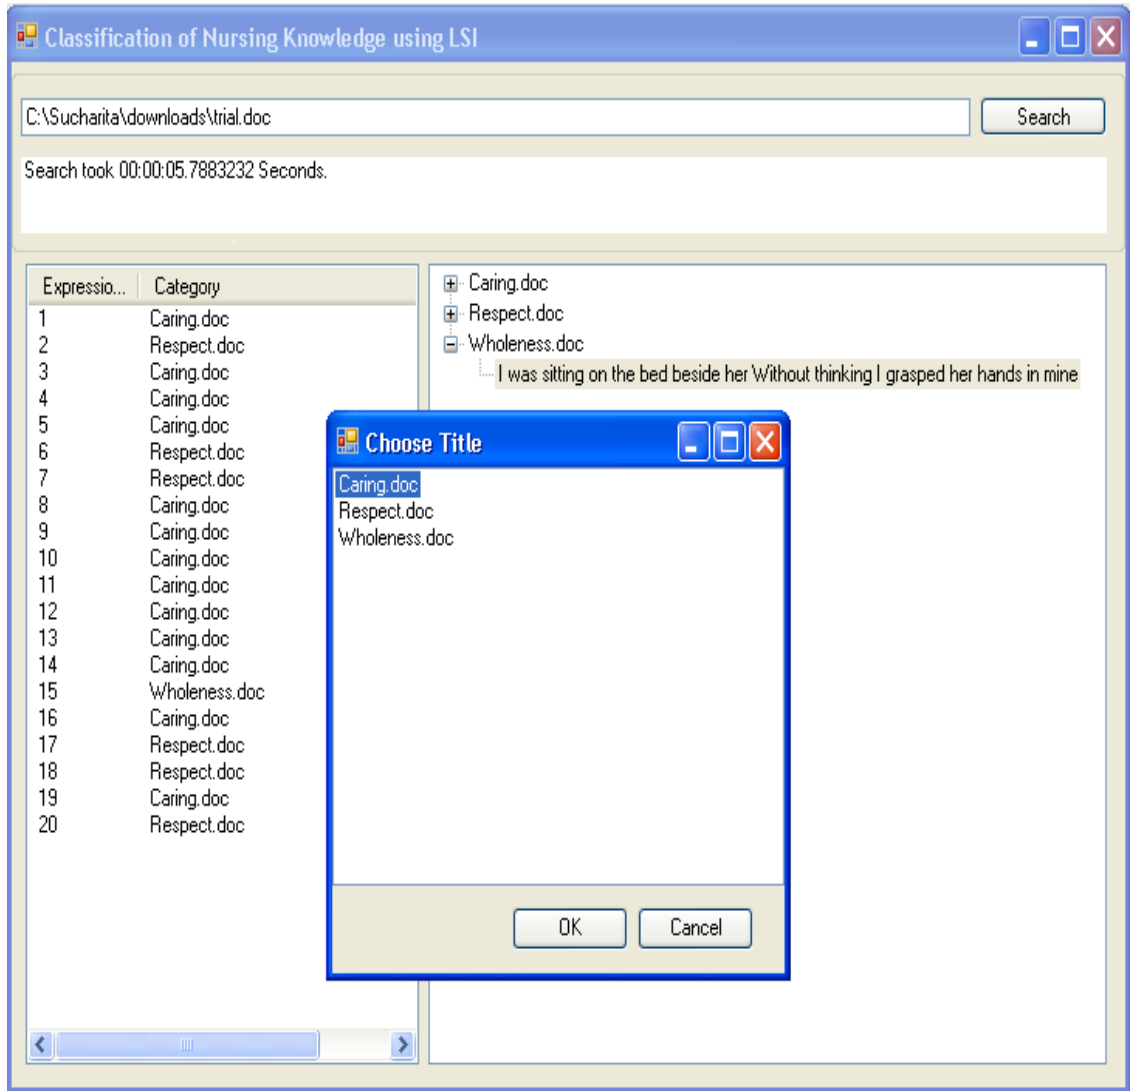 Classification of Nursing Knowledge using LSI
C:\Sucharita\downloads\trial.doc
Search
Search took 00:00:05.7883232 Seconds.
Expressio... Category
1 Caring.doc
2 Respect.doc
3 Caring.doc
4 Caring.doc
5 Caring.doc
6 Respect.doc
7 Respect.doc
8 Caring.doc
9 Caring.doc
10 Caring.doc
11 Caring.doc
12 Caring.doc
13 Caring.doc
14 Caring.doc
15 Wholeness.doc
16 Caring.doc
17 Respect.doc
18 Respect.doc
19 Caring.doc
20 Respect.doc
Caring.doc
Respect.doc
Wholeness.doc
I was sitting on the bed beside her Without thinking I grasped her hands in mine
Choose Title
Caring.doc
Respect.doc
Wholeness.doc
OK Cancel